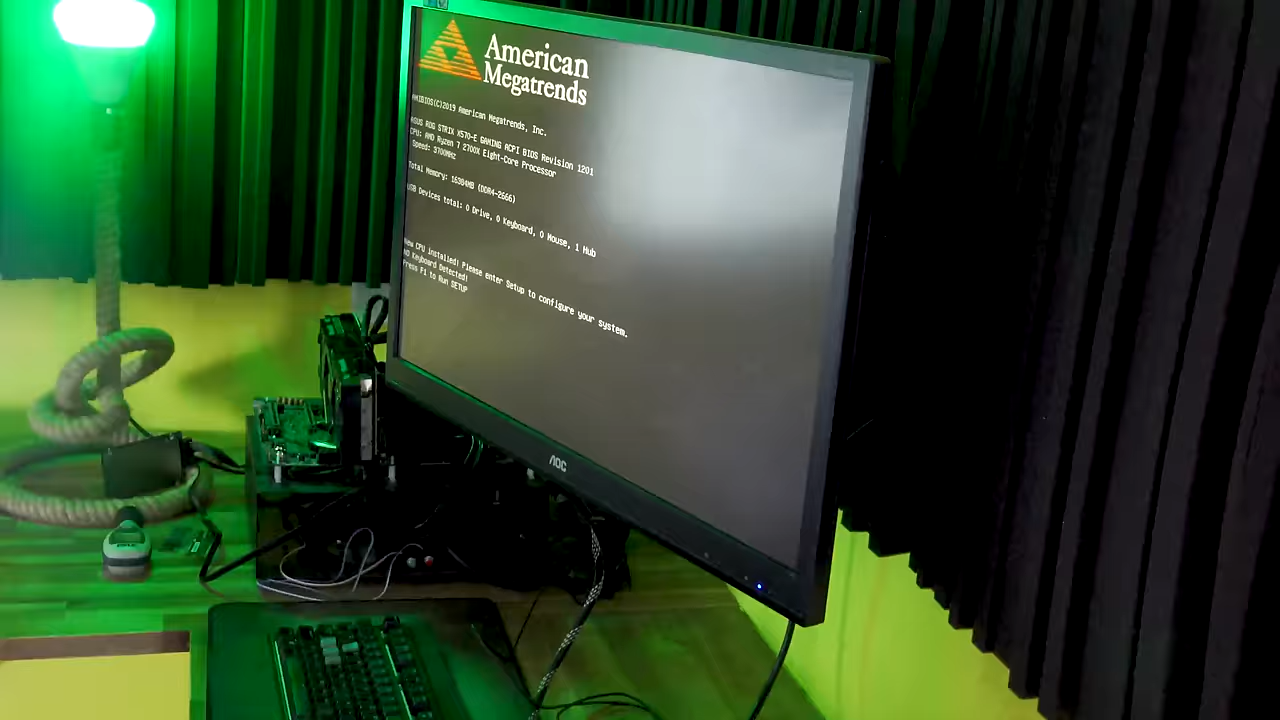 American
Megatrends
AMIBIOS(C)2019 American Megatrends, Inc.
ASUS ROG STRIX X570-E GAMING ACPI BIOS Revision 1201
CPU: AMD Ryzen 7 2700X Eight-Core Processor
Speed: 3700MHz
Total Memory: 16384MB (DDR4-2666)
USB Devices total: 0 Drive, 0 Keyboard, 0 Mouse, 1 Hub
New CPU installed! Please enter Setup to configure your system.
No Keyboard Detected!
Press F1 to Run SETUP
AOC